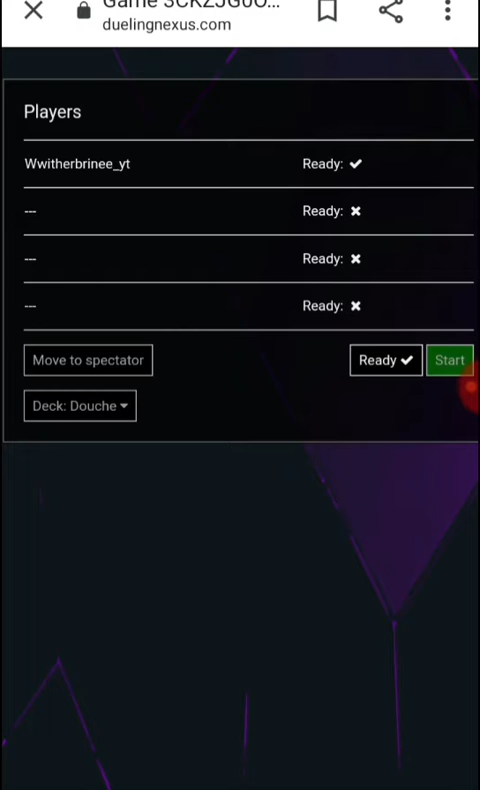 duelingnexus.com
Players
Wwitherbrinee_yt Ready: ✔
--- Ready: ✖
--- Ready: ✖
--- Ready: ✖
Move to spectator Ready ✔ Start
Deck: Douche